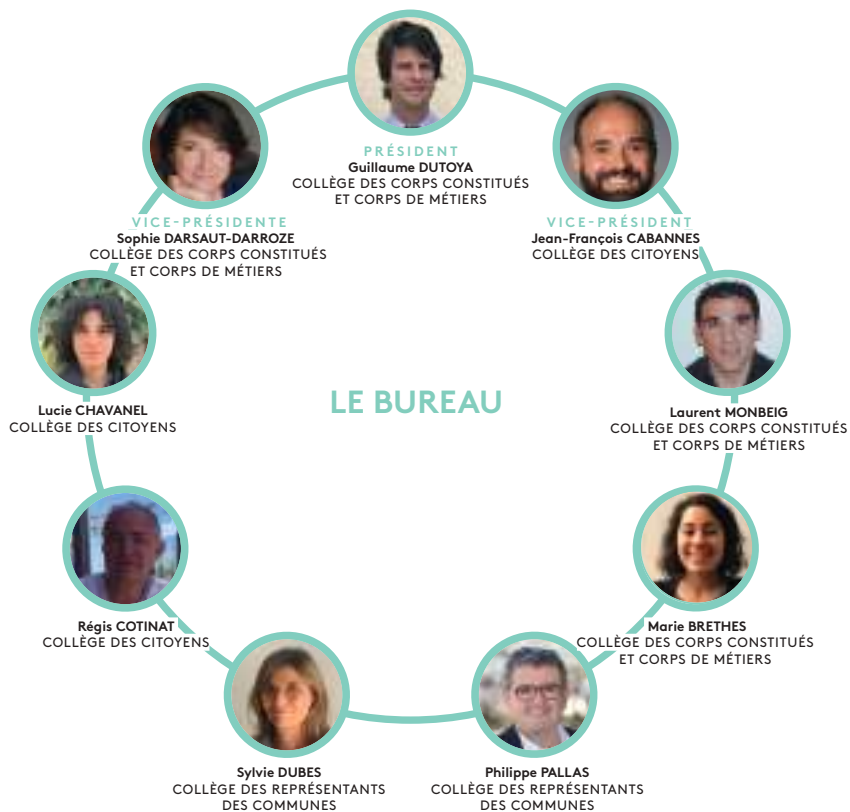 PRÉSIDENT
Guillaume DUTOYA
COLLÈGE DES CORPS CONSTITUÉS
ET CORPS DE MÉTIERS
VICE-PRÉSIDENTE
Sophie DARSAUT-DARROZE
COLLÈGE DES CORPS CONSTITUÉS
ET CORPS DE MÉTIERS
VICE-PRÉSIDENT
Jean-François CABANNES
COLLÈGE DES CITOYENS
LE BUREAU
Lucie CHAVANEL
COLLÈGE DES CITOYENS
Laurent MONBEIG
COLLÈGE DES CORPS CONSTITUÉS
ET CORPS DE MÉTIERS
Régis COTINAT
COLLÈGE DES CITOYENS
Marie BRETHES
COLLÈGE DES CORPS CONSTITUÉS
ET CORPS DE MÉTIERS
Sylvie DUBES
COLLÈGE DES REPRÉSENTANTS
DES COMMUNES
Philippe PALLAS
COLLÈGE DES REPRÉSENTANTS
DES COMMUNES